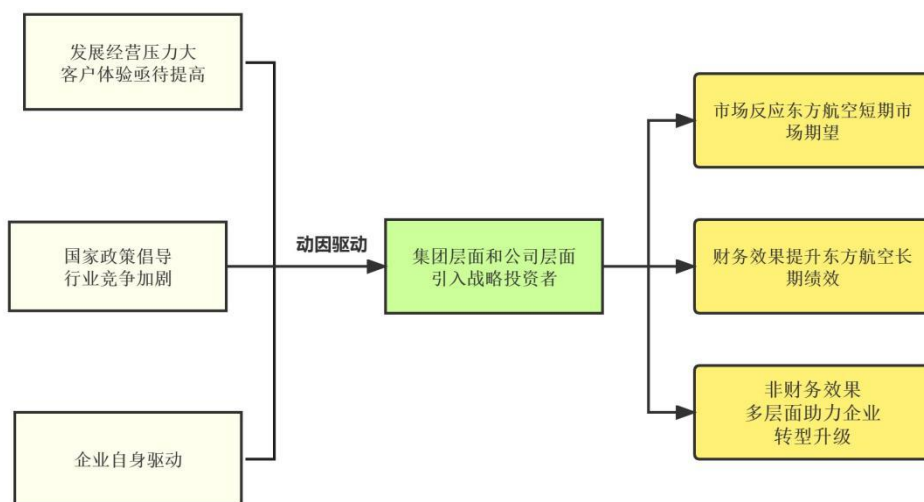 发展经营压力大
客户体验亟待提高
国家政策倡导
行业竞争加剧
企业自身驱动
动因驱动
集团层面和公司层面
引入战略投资者
市场反应东方航空短期市
场期望
财务效果提升东方航空长
期绩效
非财务效果
多层面助力企业
转型升级